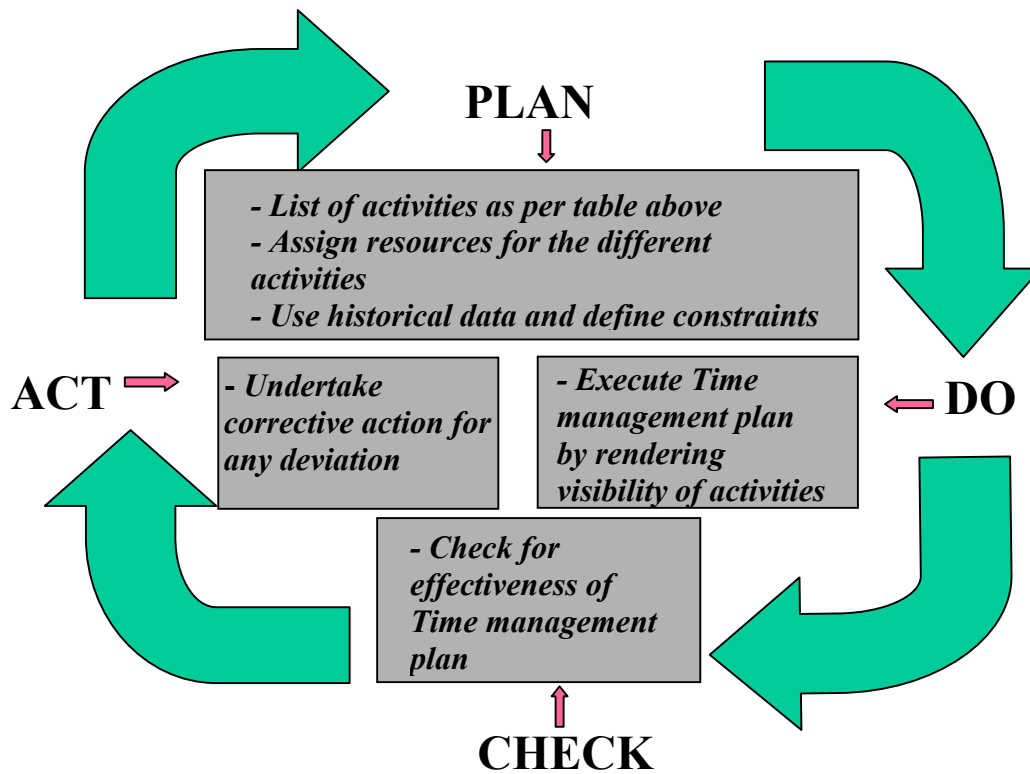 PLAN
- List of activities as per table above
- Assign resources for the different
activities
- Use historical data and define constraints
ACT
- Undertake
corrective action for
any deviation
- Execute Time
management plan
by rendering
visibility of activities
DO
- Check for
effectiveness of
Time management
plan
CHECK